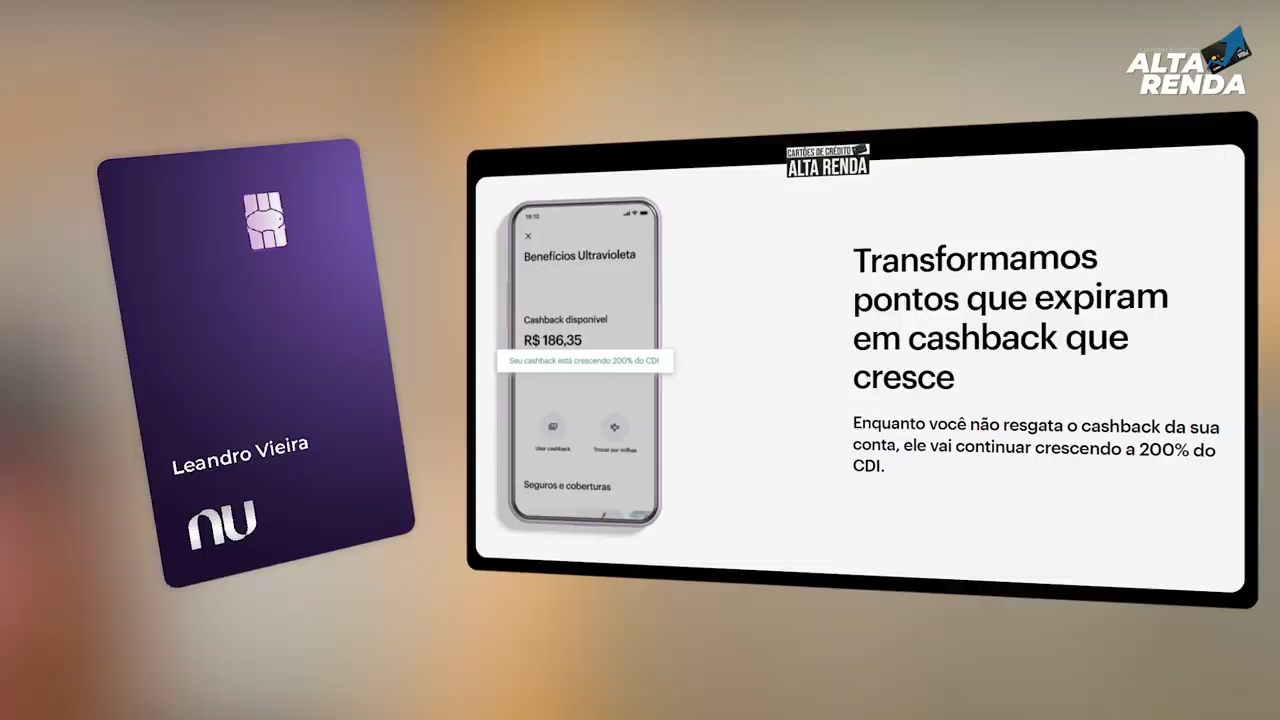 ALTA
RENDA
CARTÕES DE CRÉDITO
ALTA RENDA
Leandro Vieira
nu
18:10
Benefícios Ultravioleta
Cashback disponível
R$ 186,35
Seu cashback está crescendo 200% do CDI
Usar cashback
Trocar por milhas
Seguros e coberturas
Transformamos
pontos que expiram
em cashback que
cresce
Enquanto você não resgata o cashback da sua
conta, ele vai continuar crescendo a 200% do
CDI.